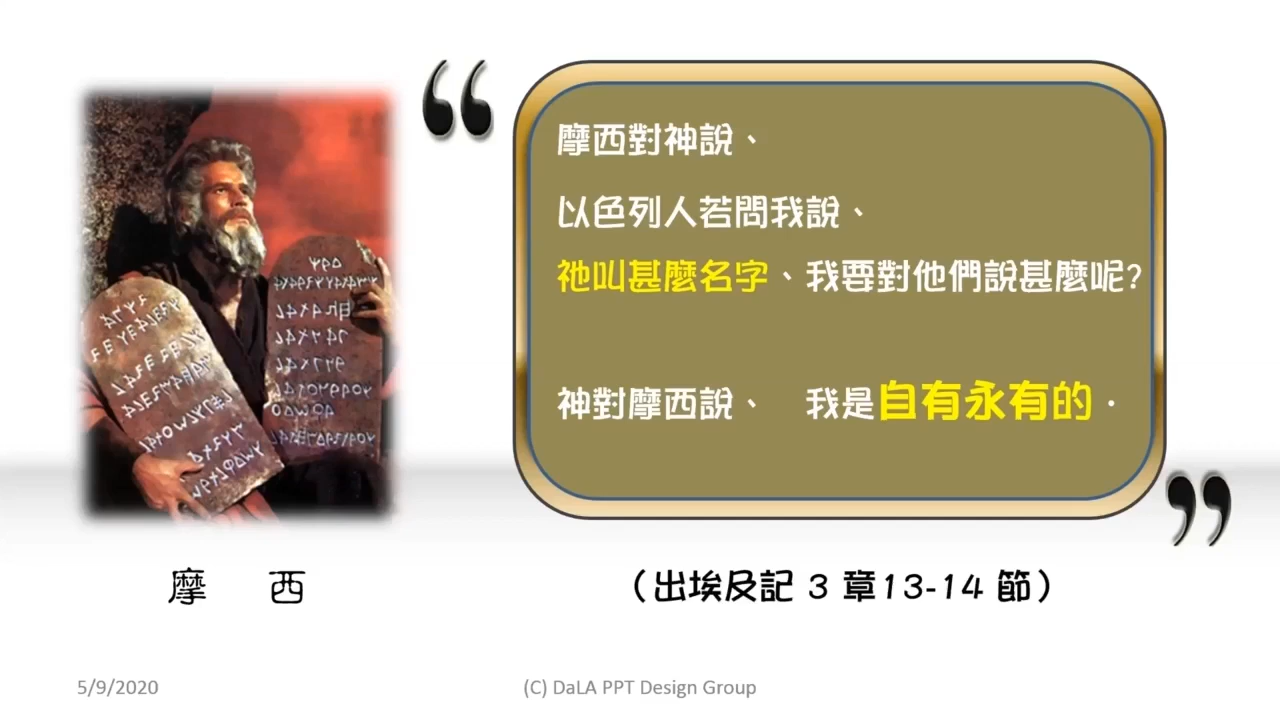 摩西對神說、
以色列人若問我說、
祂叫甚麼名字、我要對他們說甚麼呢?
神對摩西說、 我是自有永有的．
摩 西
（出埃及記 3 章13-14 節）
5/9/2020
(C) DaLA PPT Design Group